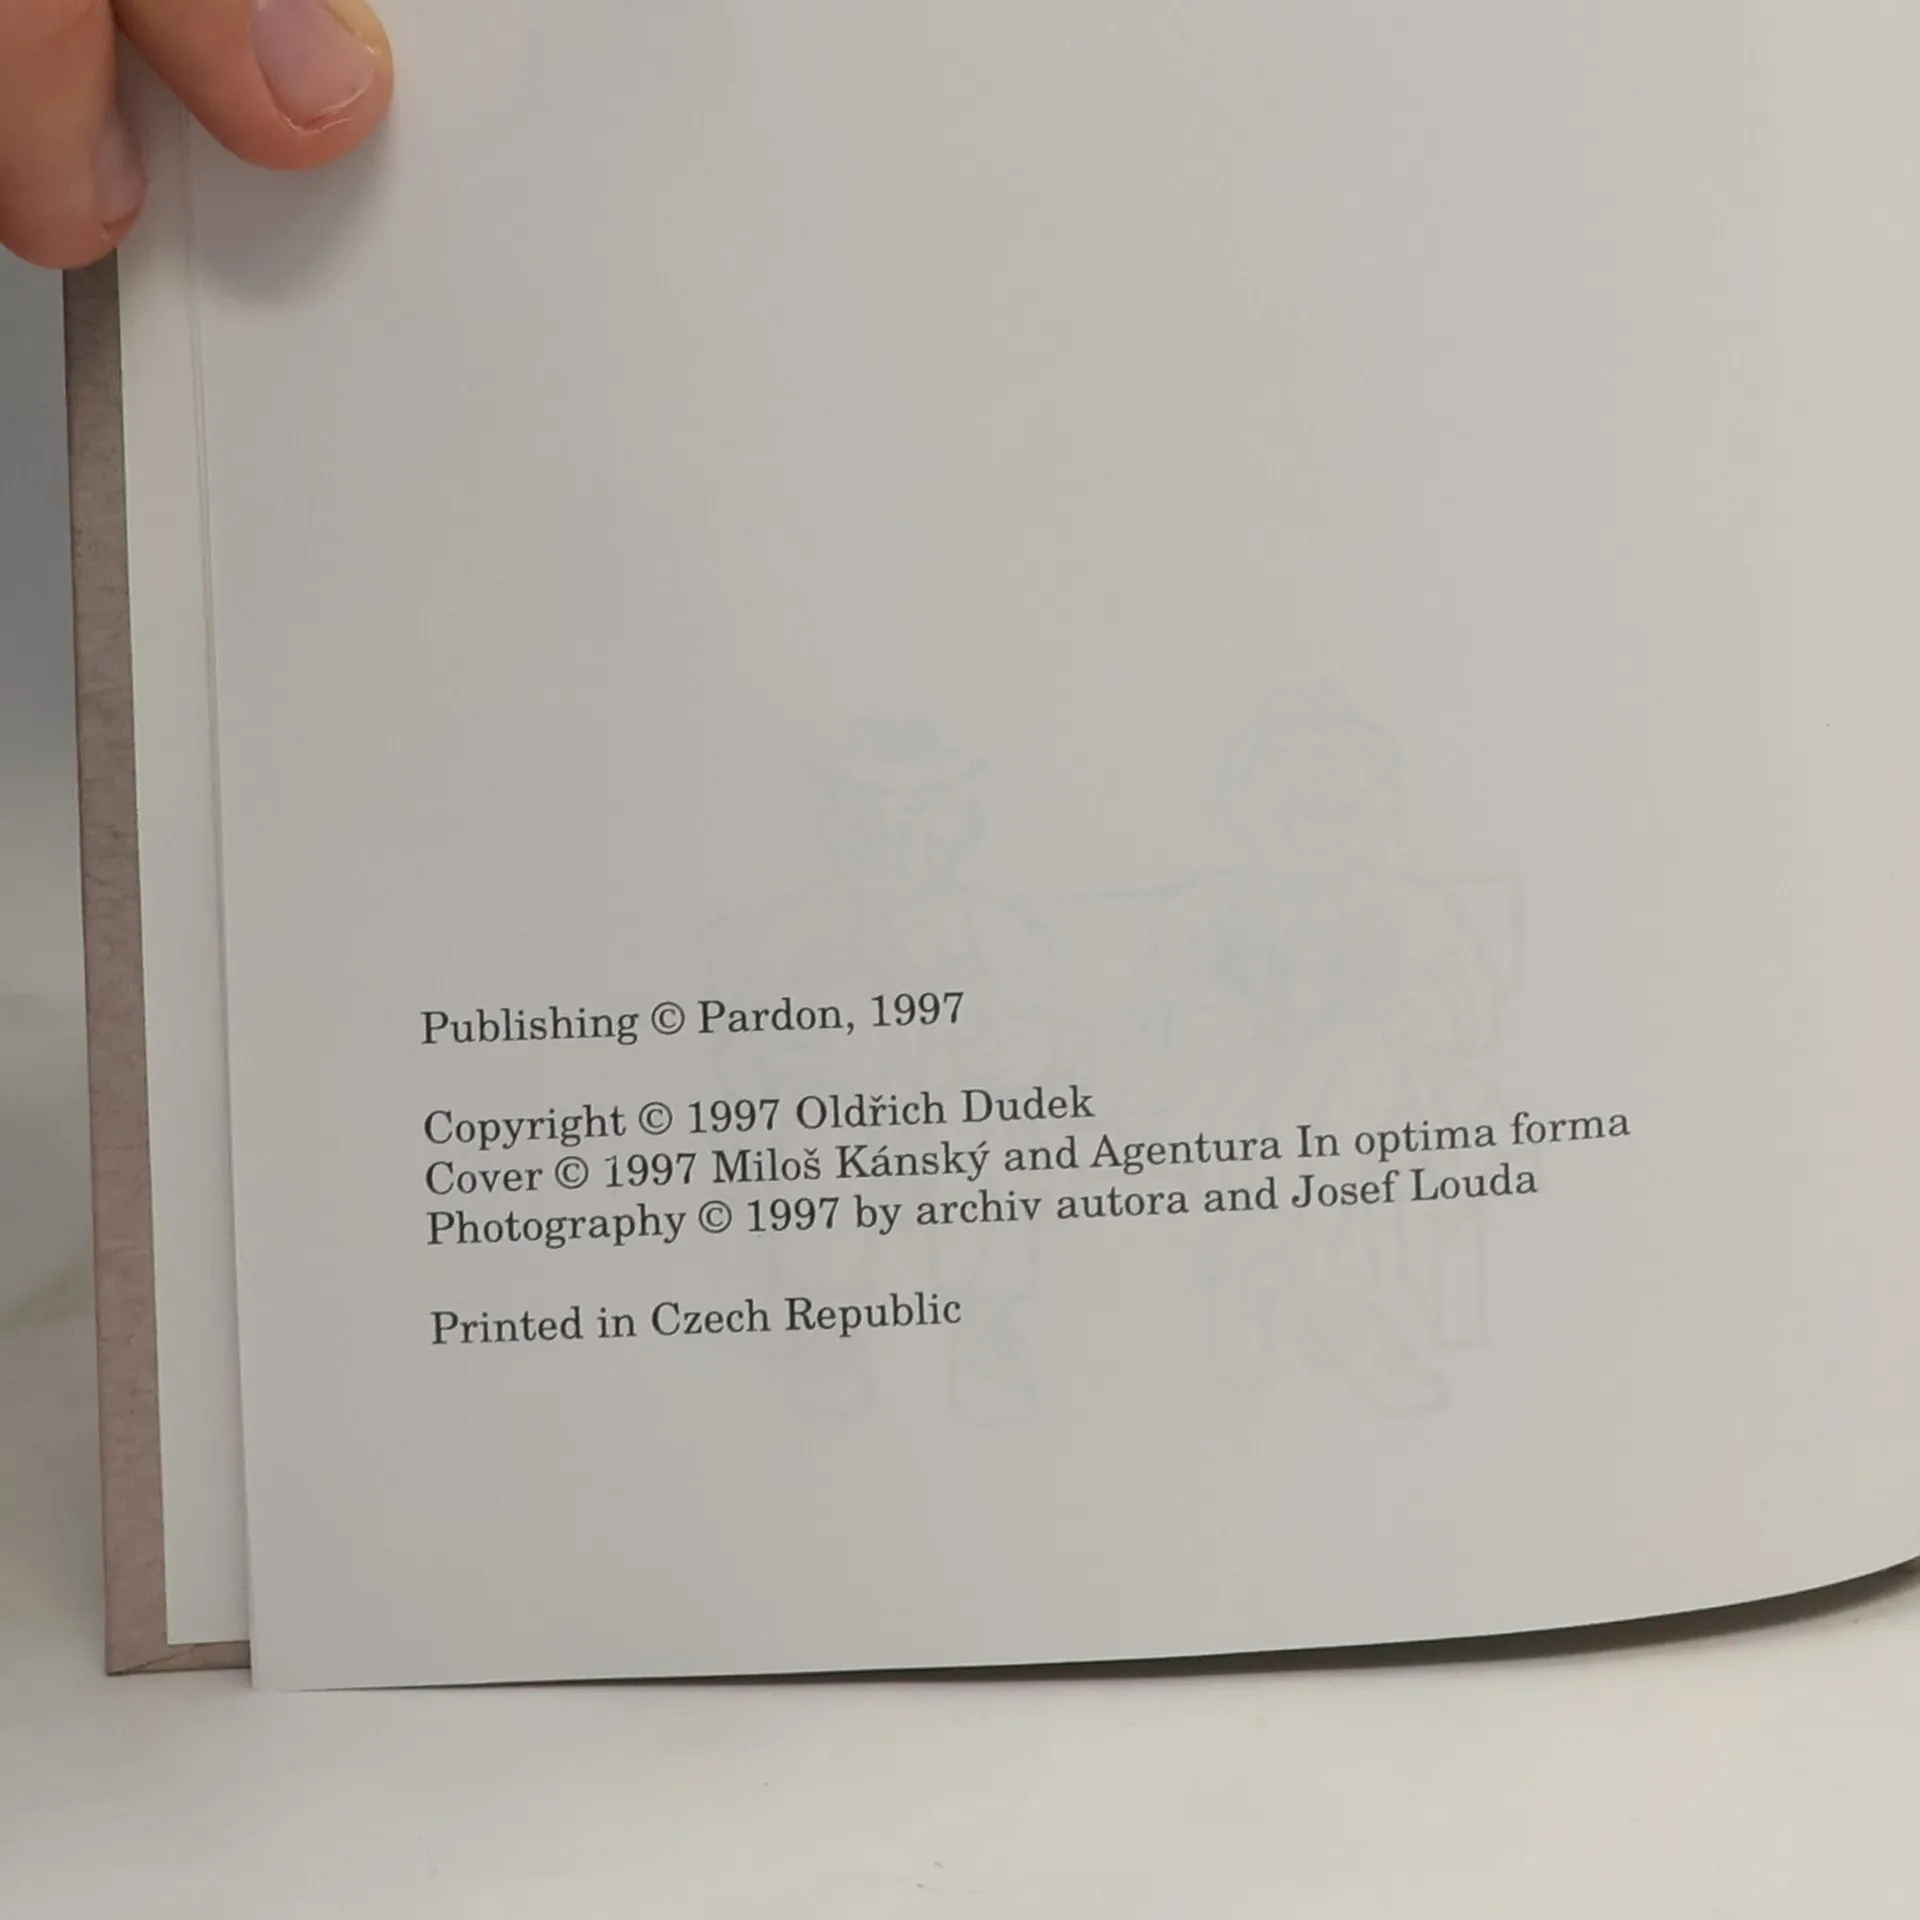 Publishing © Pardon, 1997
Copyright © 1997 Oldřich Dudek
Cover © 1997 Miloš Kánský and Agentura In optima forma
Photography © 1997 by archiv autora and Josef Louda
Printed in Czech Republic